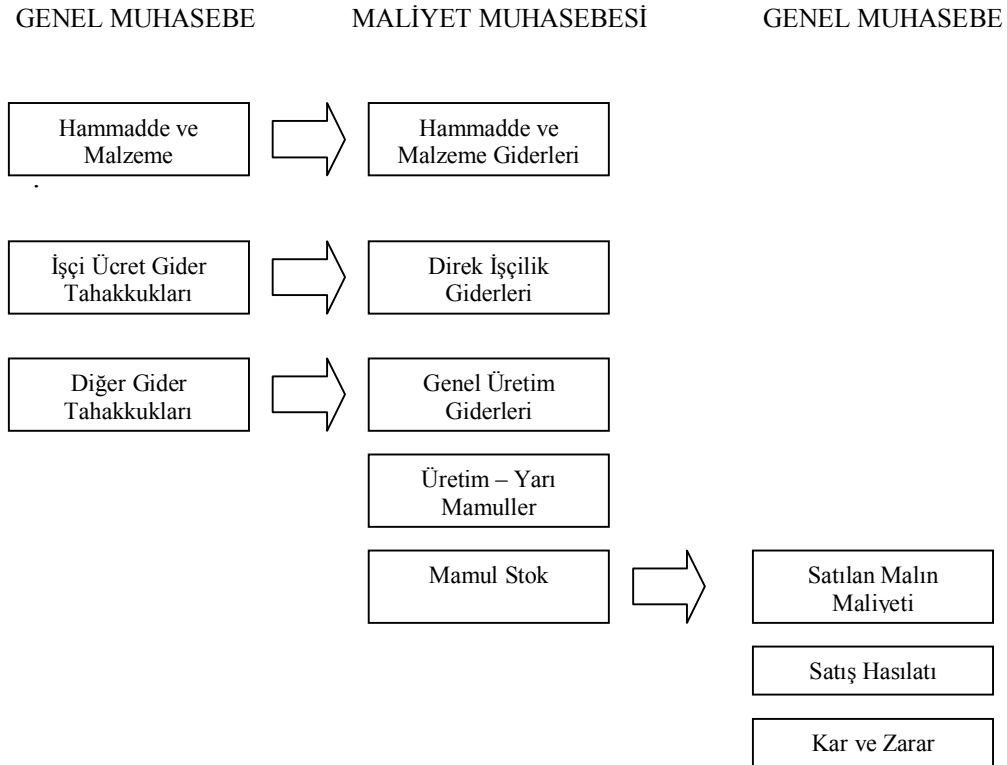 GENEL MUHASEBE
MALİYET MUHASEBESİ
GENEL MUHASEBE
Hammadde ve
Malzeme
Hammadde ve
Malzeme Giderleri
İşçi Ücret Gider
Tahakkukları
Direk İşçilik
Giderleri
Diğer Gider
Tahakkukları
Genel Üretim
Giderleri
Üretim – Yarı
Mamuller
Mamul Stok
Satılan Malın
Maliyeti
Satış Hasılatı
Kar ve Zarar